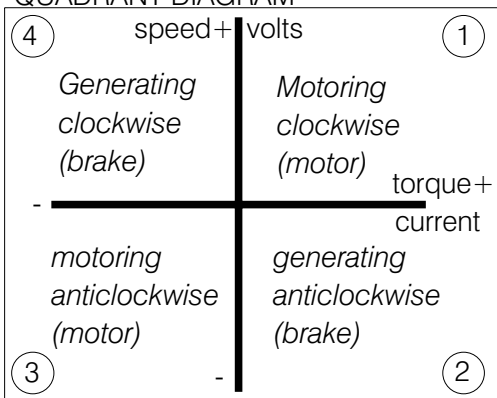 QUADRANT DIAGRAM
4 speed+ volts 1
Generating
clockwise
(brake)
Motoring
clockwise
(motor)
torque+
-
current
motoring
anticlockwise
(motor)
generating
anticlockwise
(brake)
3 - 2